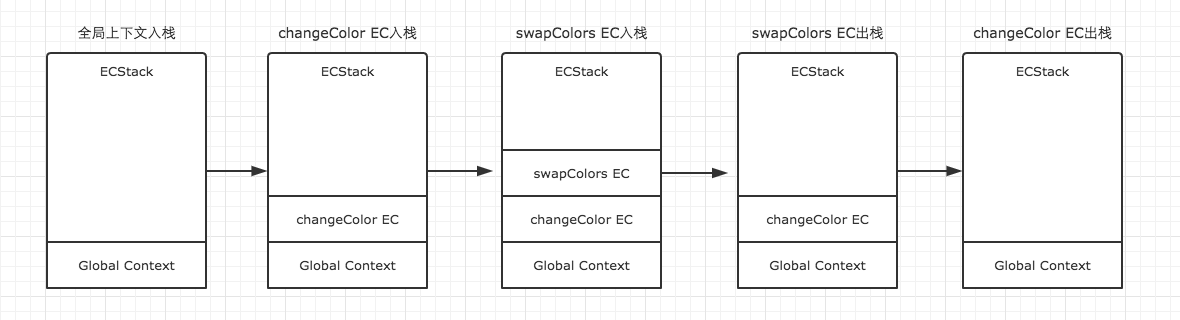 全局上下文入栈
changeColor EC入栈
swapColors EC入栈
swapColors EC出栈
changeColor EC出栈
ECStack
ECStack
ECStack
ECStack
ECStack
swapColors EC
changeColor EC
changeColor EC
changeColor EC
Global Context
Global Context
Global Context
Global Context
Global Context